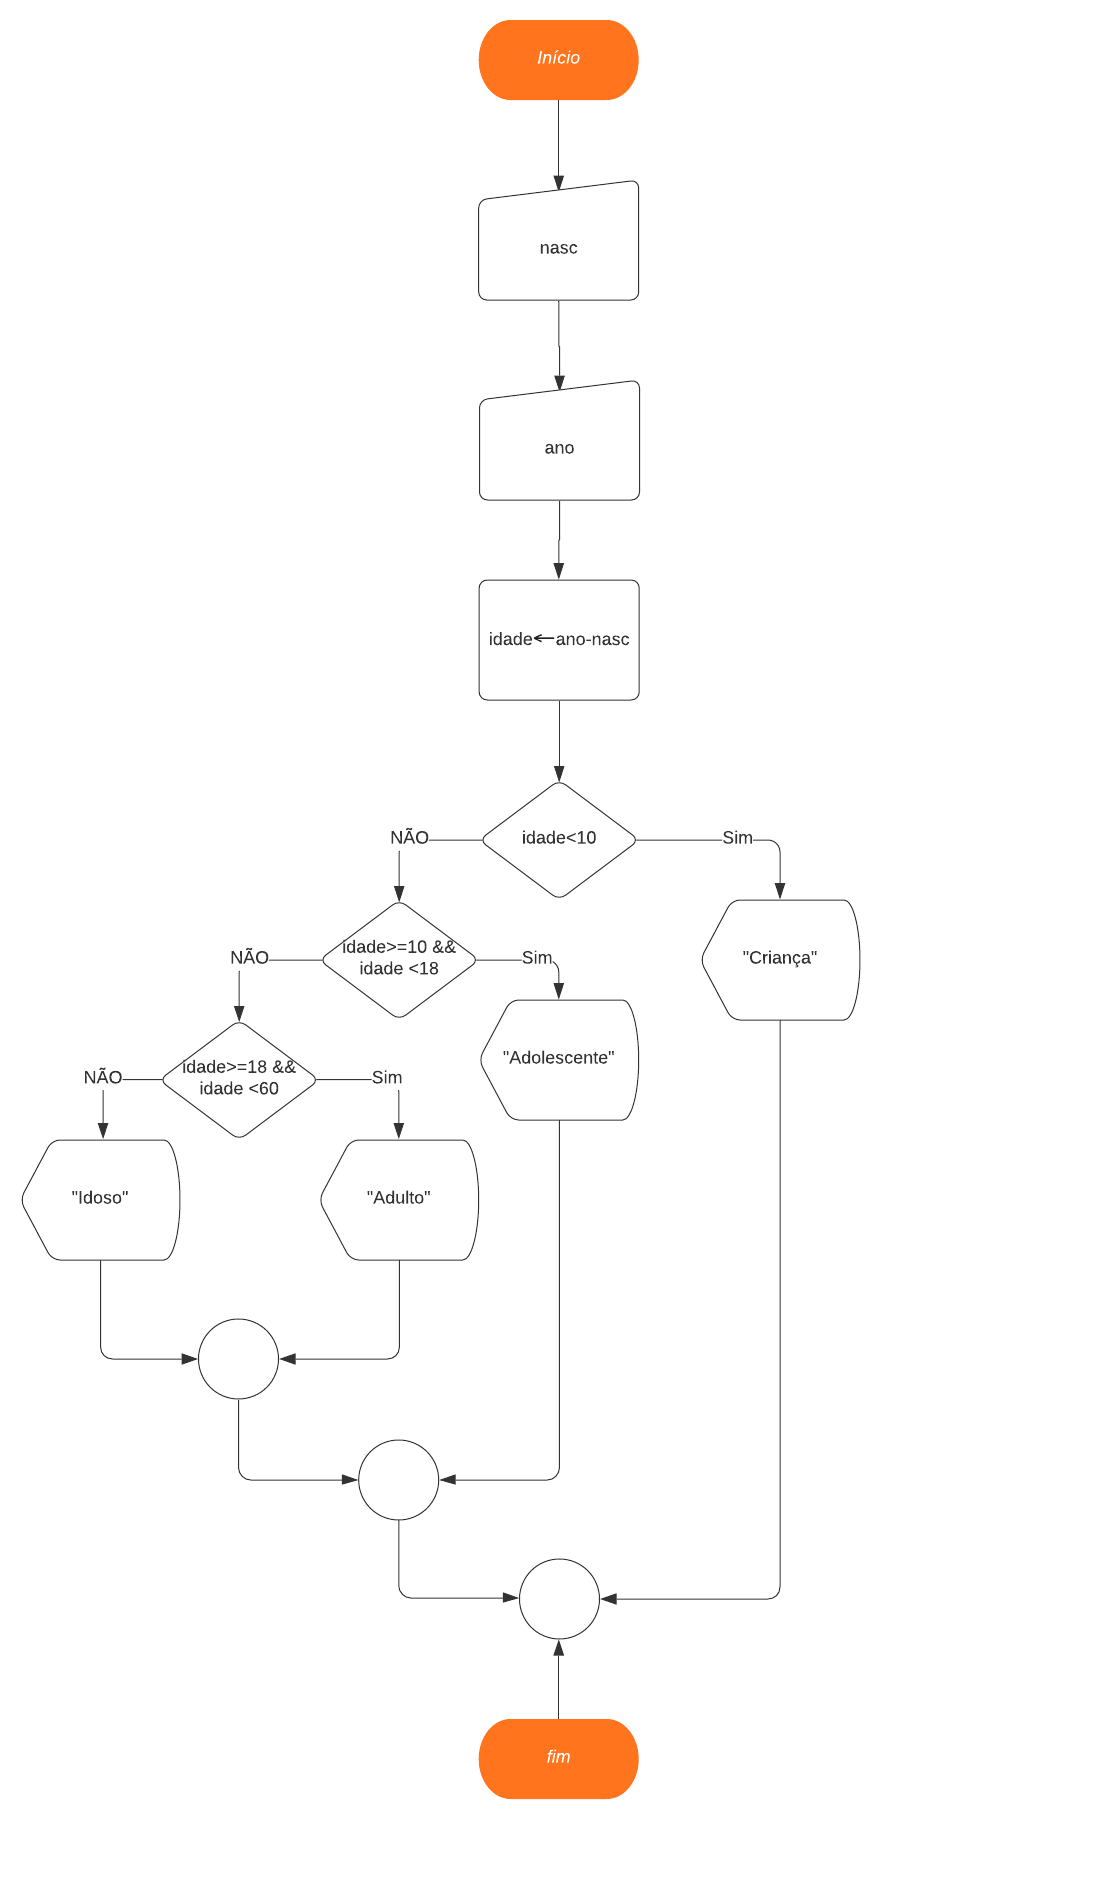 Início
nasc
ano
idade←ano-nasc
idade<10
NÃO
Sim
idade>=10 &&
idade <18
NÃO
Sim
"Criança"
idade>=18 &&
idade <60
NÃO
Sim
"Adolescente"
"Idoso"
"Adulto"
fim